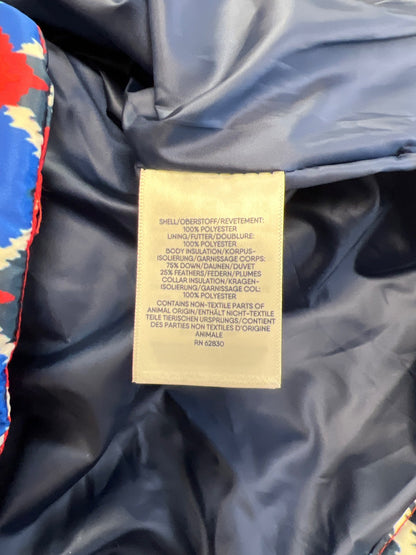 SHELL/OBERSTOFF/REVETEMENT:
100% POLYESTER
LINING/FUTTER/DOUBLURE:
100% POLYESTER
BODY INSULATION/KORPUS-
ISOLIERUNG/GARNISSAGE CORPS:
75% DOWN/DAUNEN/DUVET
25% FEATHERS/FEDERN/PLUMES
COLLAR INSULATION/KRAGEN-
ISOLIERUNG/GARNISSAGE COL:
100% POLYESTER
CONTAINS NON-TEXTILE PARTS OF
ANIMAL ORIGIN/ENTHÄLT NICHT-TEXTILE
TEILE TIERISCHEN URSPRUNGS/CONTIENT
DES PARTIES NON TEXTILES D'ORIGINE
ANIMALE
RN 62830